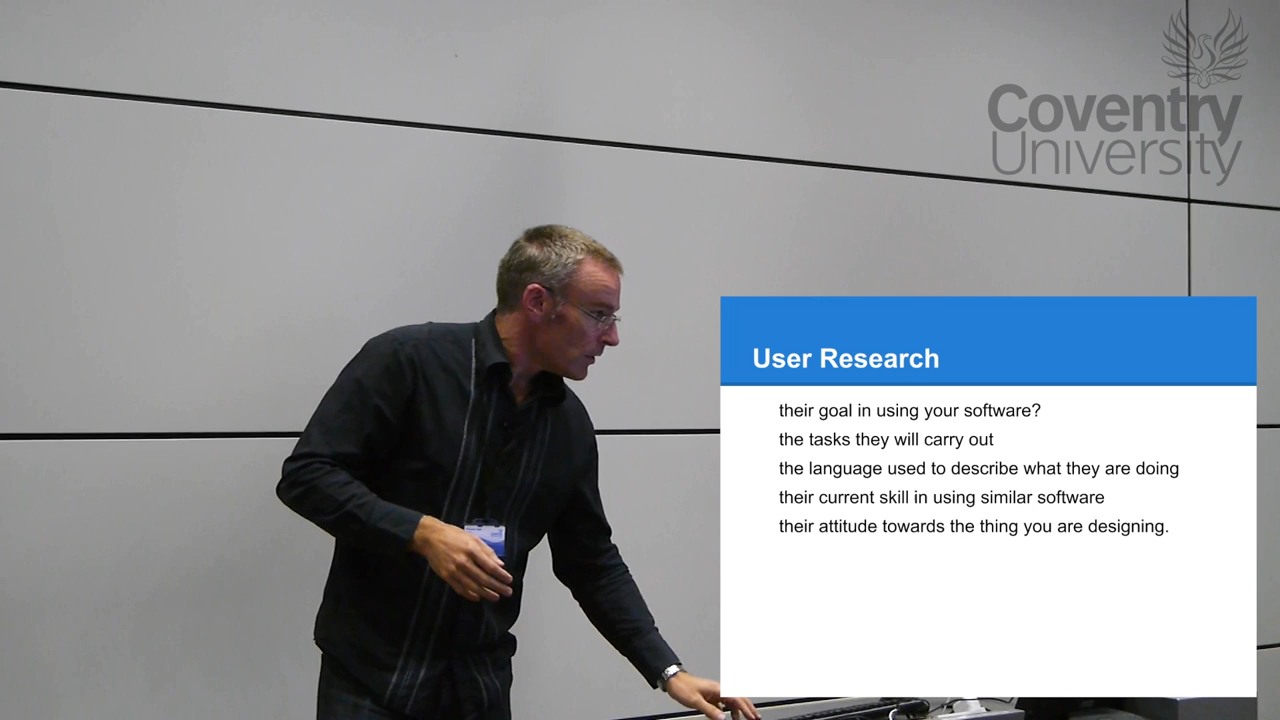 Coventry
University
User Research
their goal in using your software?
the tasks they will carry out
the language used to describe what they are doing
their current skill in using similar software
their attitude towards the thing you are designing.